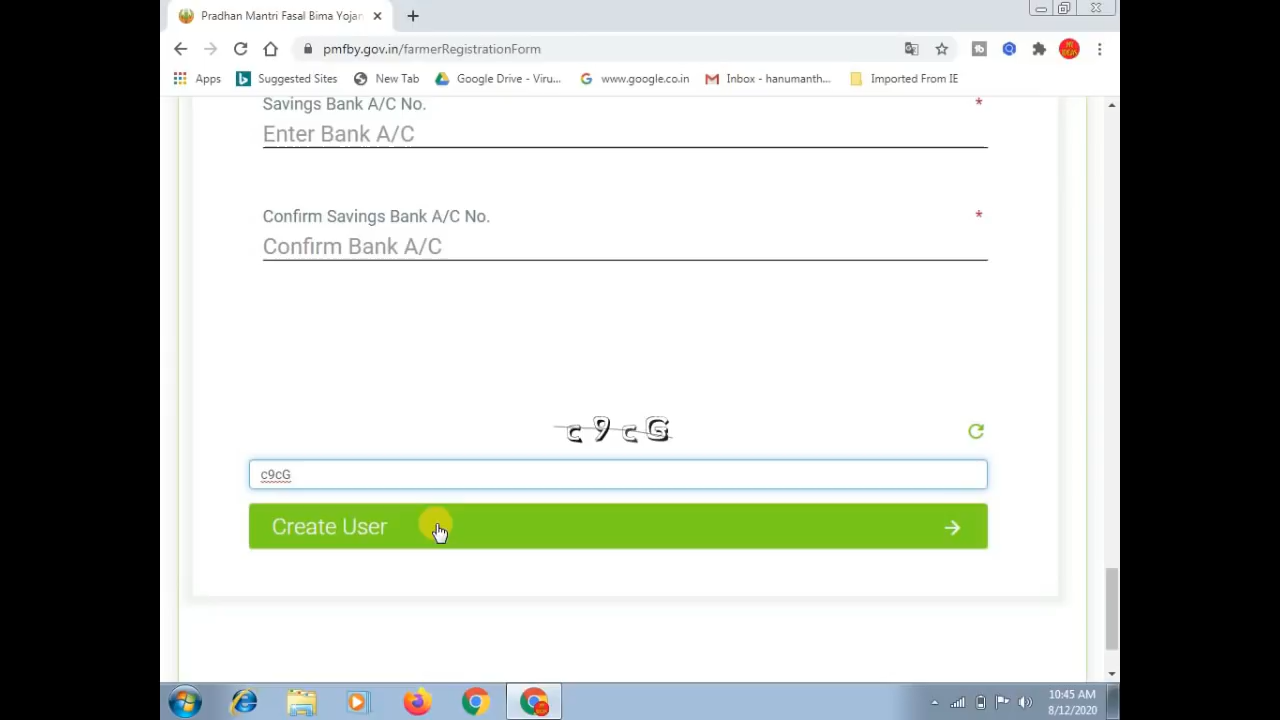 Pradhan Mantri Fasal Bima Yojan
pmfby.gov.in/farmerRegistrationForm
Apps
Suggested Sites
New Tab
Google Drive - Viru...
www.google.co.in
Inbox - hanumanth...
Imported From IE
Savings Bank A/C No. *
Enter Bank A/C
Confirm Savings Bank A/C No. *
Confirm Bank A/C
c9cG
c9cG
Create User
10:45 AM
8/12/2020